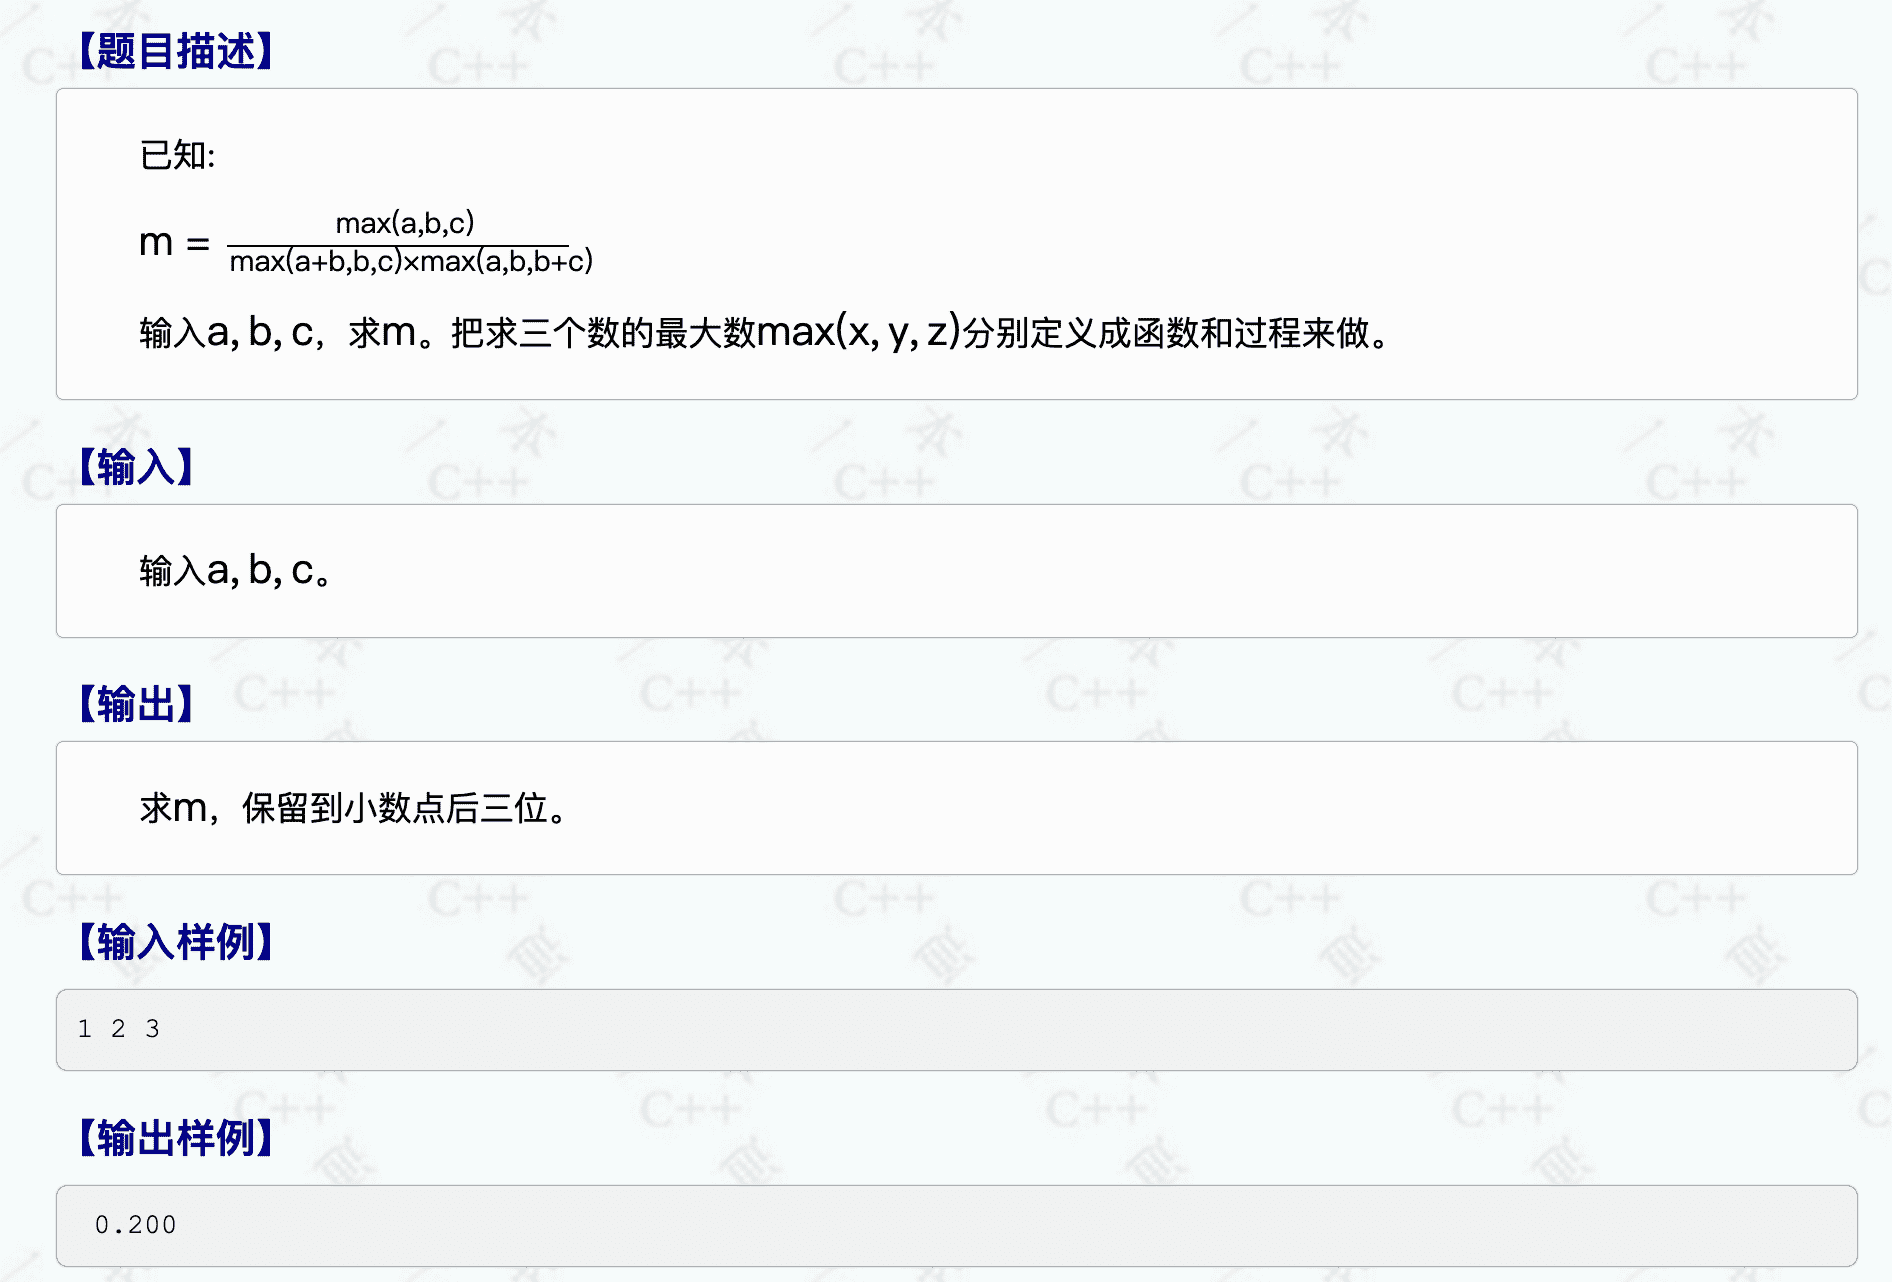 【题目描述】
已知:
m = max(a,b,c) / max(a+b,b,c)×max(a,b,b+c)
输入a, b, c，求m。把求三个数的最大数max(x, y, z)分别定义成函数和过程来做。
【输入】
输入a, b, c。
【输出】
求m，保留到小数点后三位。
【输入样例】
1 2 3
【输出样例】
0.200